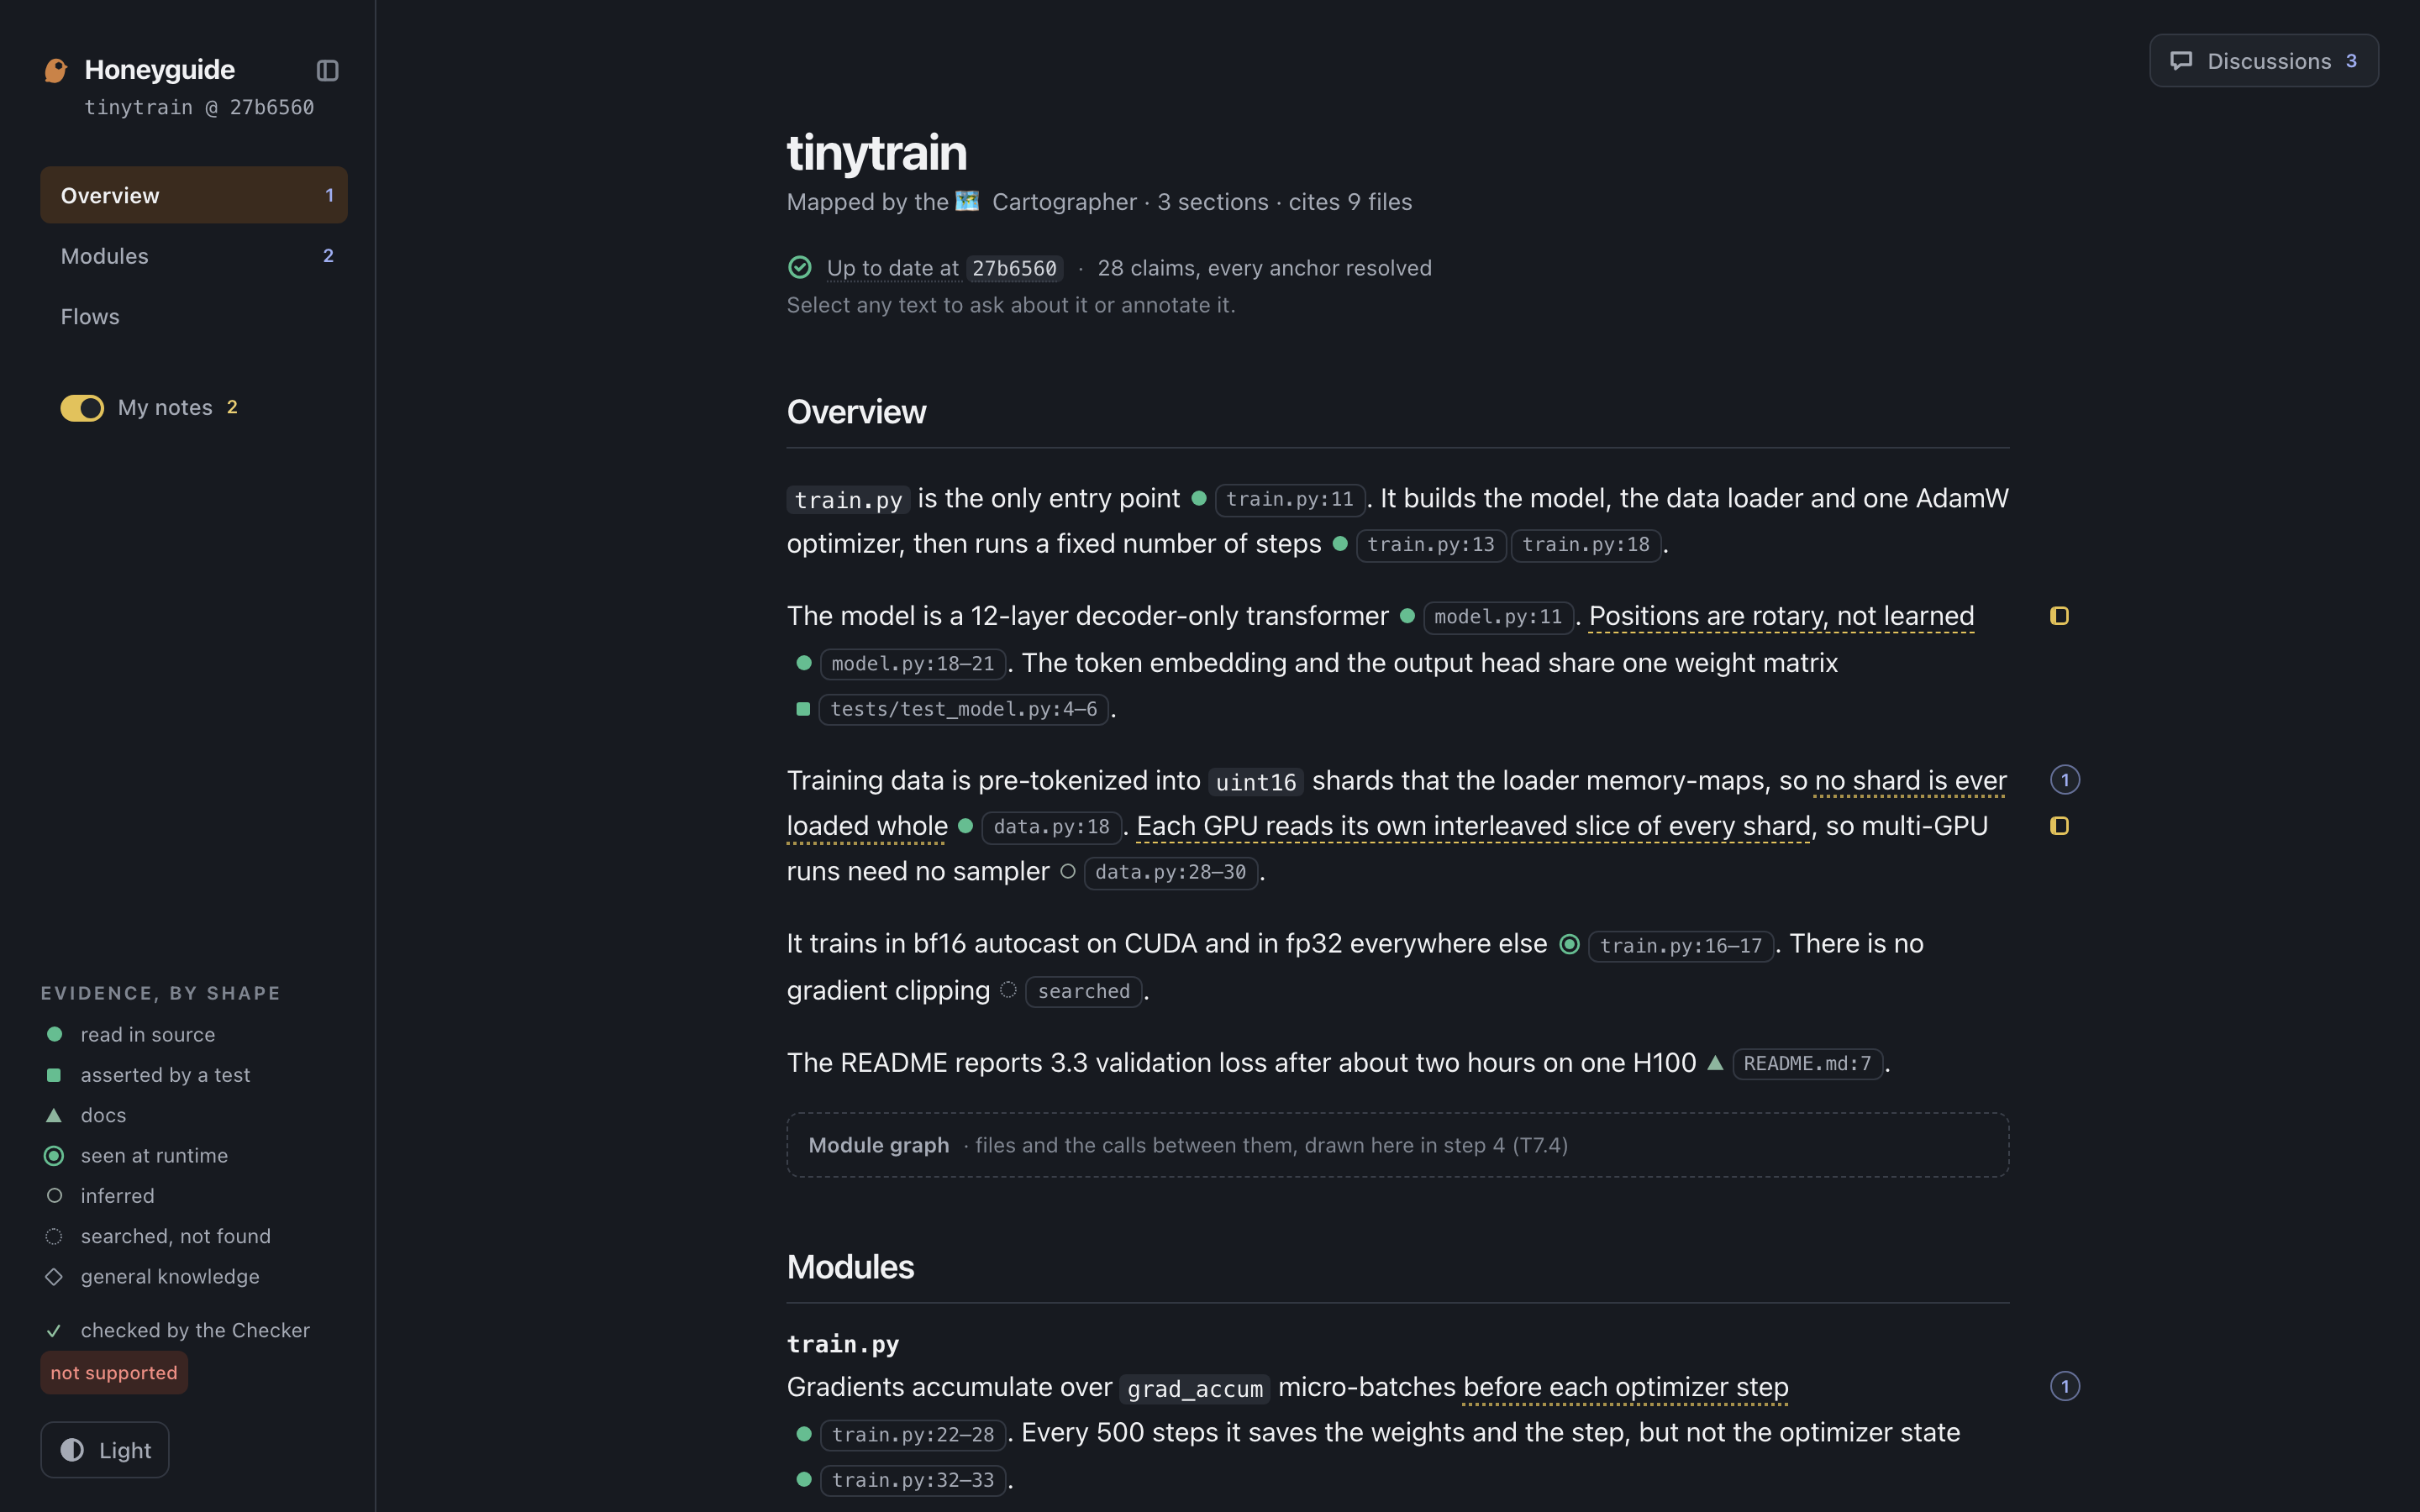 Honeyguide
tinytrain @ 27b6560
Overview 1
Modules 2
Flows
My notes 2
EVIDENCE, BY SHAPE
read in source
asserted by a test
docs
seen at runtime
inferred
searched, not found
general knowledge
checked by the Checker
not supported
Light
Discussions 3
tinytrain
Mapped by the Cartographer · 3 sections · cites 9 files
Up to date at 27b6560 · 28 claims, every anchor resolved
Select any text to ask about it or annotate it.
Overview
train.py is the only entry point train.py:11. It builds the model, the data loader and one AdamW
optimizer, then runs a fixed number of steps train.py:13 train.py:18.
The model is a 12-layer decoder-only transformer model.py:11. Positions are rotary, not learned
model.py:18–21. The token embedding and the output head share one weight matrix
tests/test_model.py:4–6.
Training data is pre-tokenized into uint16 shards that the loader memory-maps, so no shard is ever 1
loaded whole data.py:18. Each GPU reads its own interleaved slice of every shard, so multi-GPU
runs need no sampler data.py:28–30.
It trains in bf16 autocast on CUDA and in fp32 everywhere else train.py:16–17. There is no
gradient clipping searched.
The README reports 3.3 validation loss after about two hours on one H100 README.md:7.
Module graph · files and the calls between them, drawn here in step 4 (T7.4)
Modules
train.py
Gradients accumulate over grad_accum micro-batches before each optimizer step 1
train.py:22–28. Every 500 steps it saves the weights and the step, but not the optimizer state
train.py:32–33.